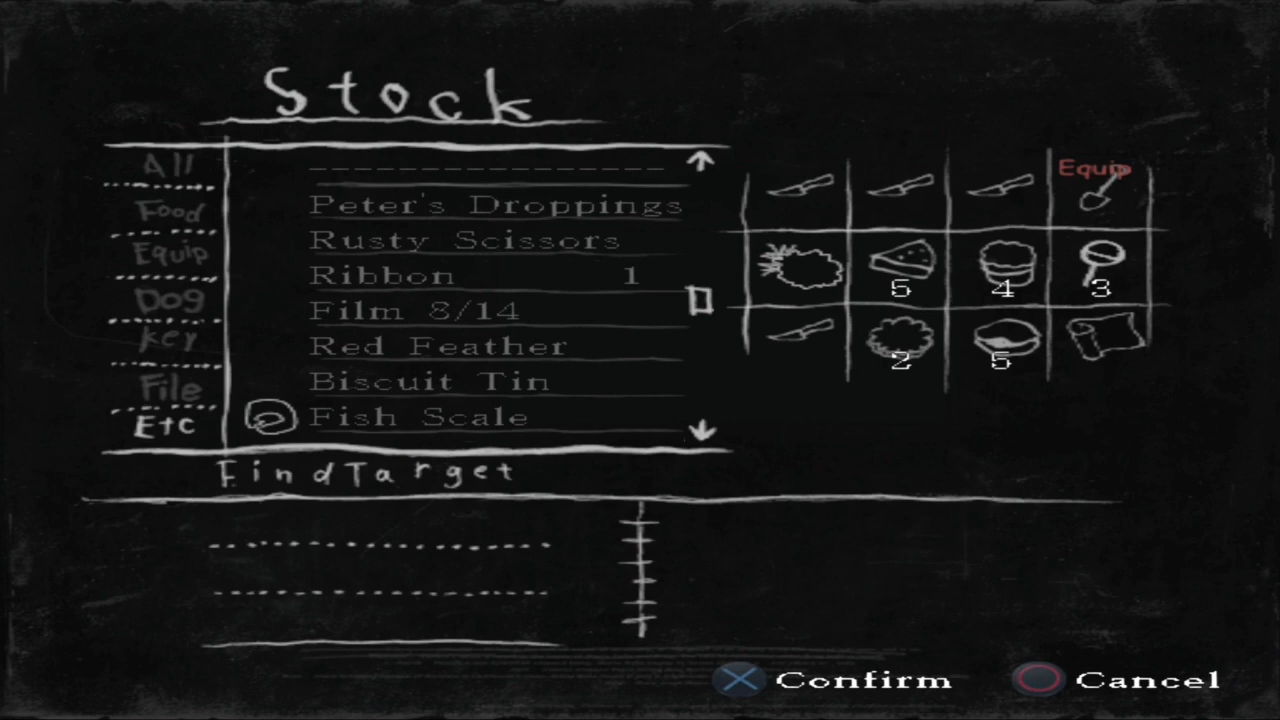 Stock
All
Food
Equip
Dog
Key
File
Etc
----------------
Peter's Droppings
Rusty Scissors
Ribbon 1
Film 8/14
Red Feather
Biscuit Tin
Fish Scale
Equip
5 4 3
2 5
FindTarget
Confirm Cancel